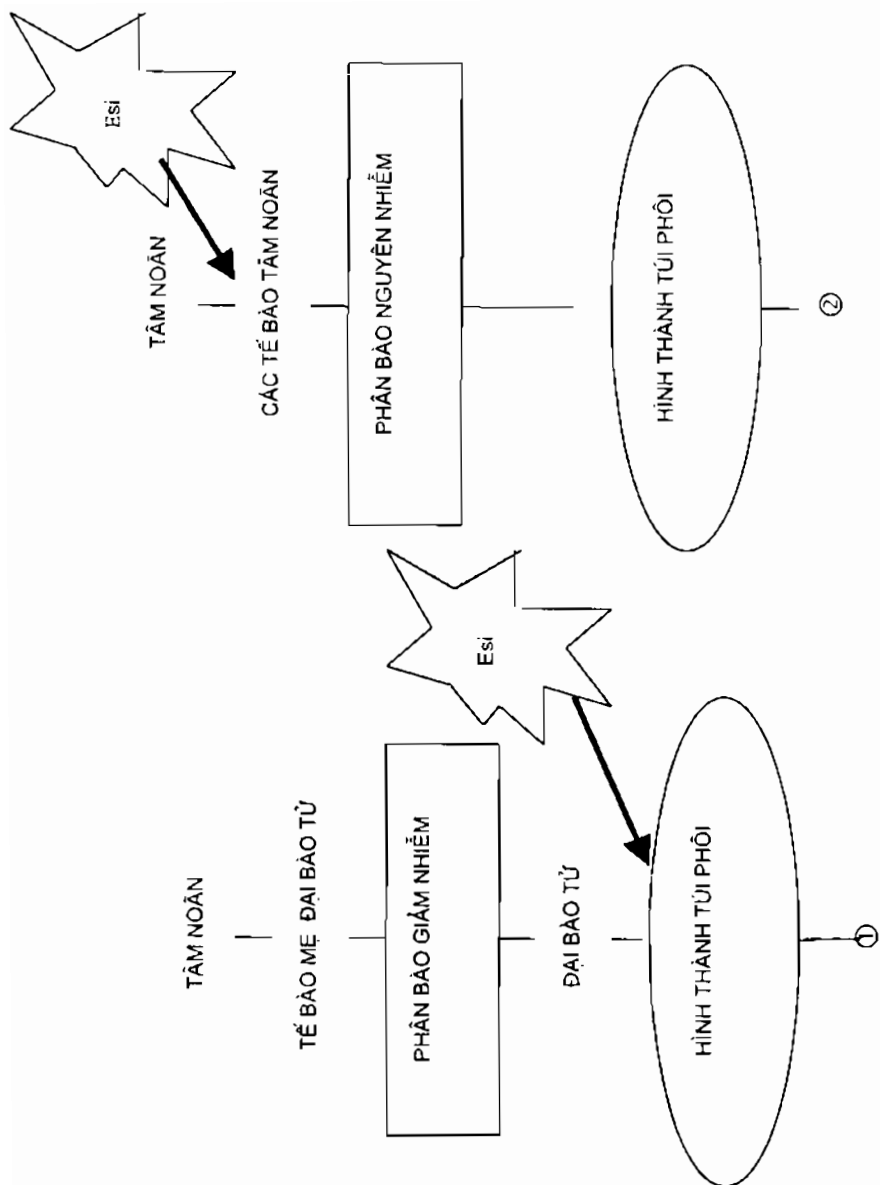 TÂM NOÃN
TẾ BÀO MẸ ĐẠI BÀO TỬ
PHÂN BÀO GIẢM NHIỄM
Esi
ĐẠI BÀO TỬ
HÌNH THÀNH TÚI PHÔI
①
Esi
TÂM NOÃN
CÁC TẾ BÀO TÂM NOÃN
PHÂN BÀO NGUYÊN NHIỄM
HÌNH THÀNH TÚI PHÔI
②